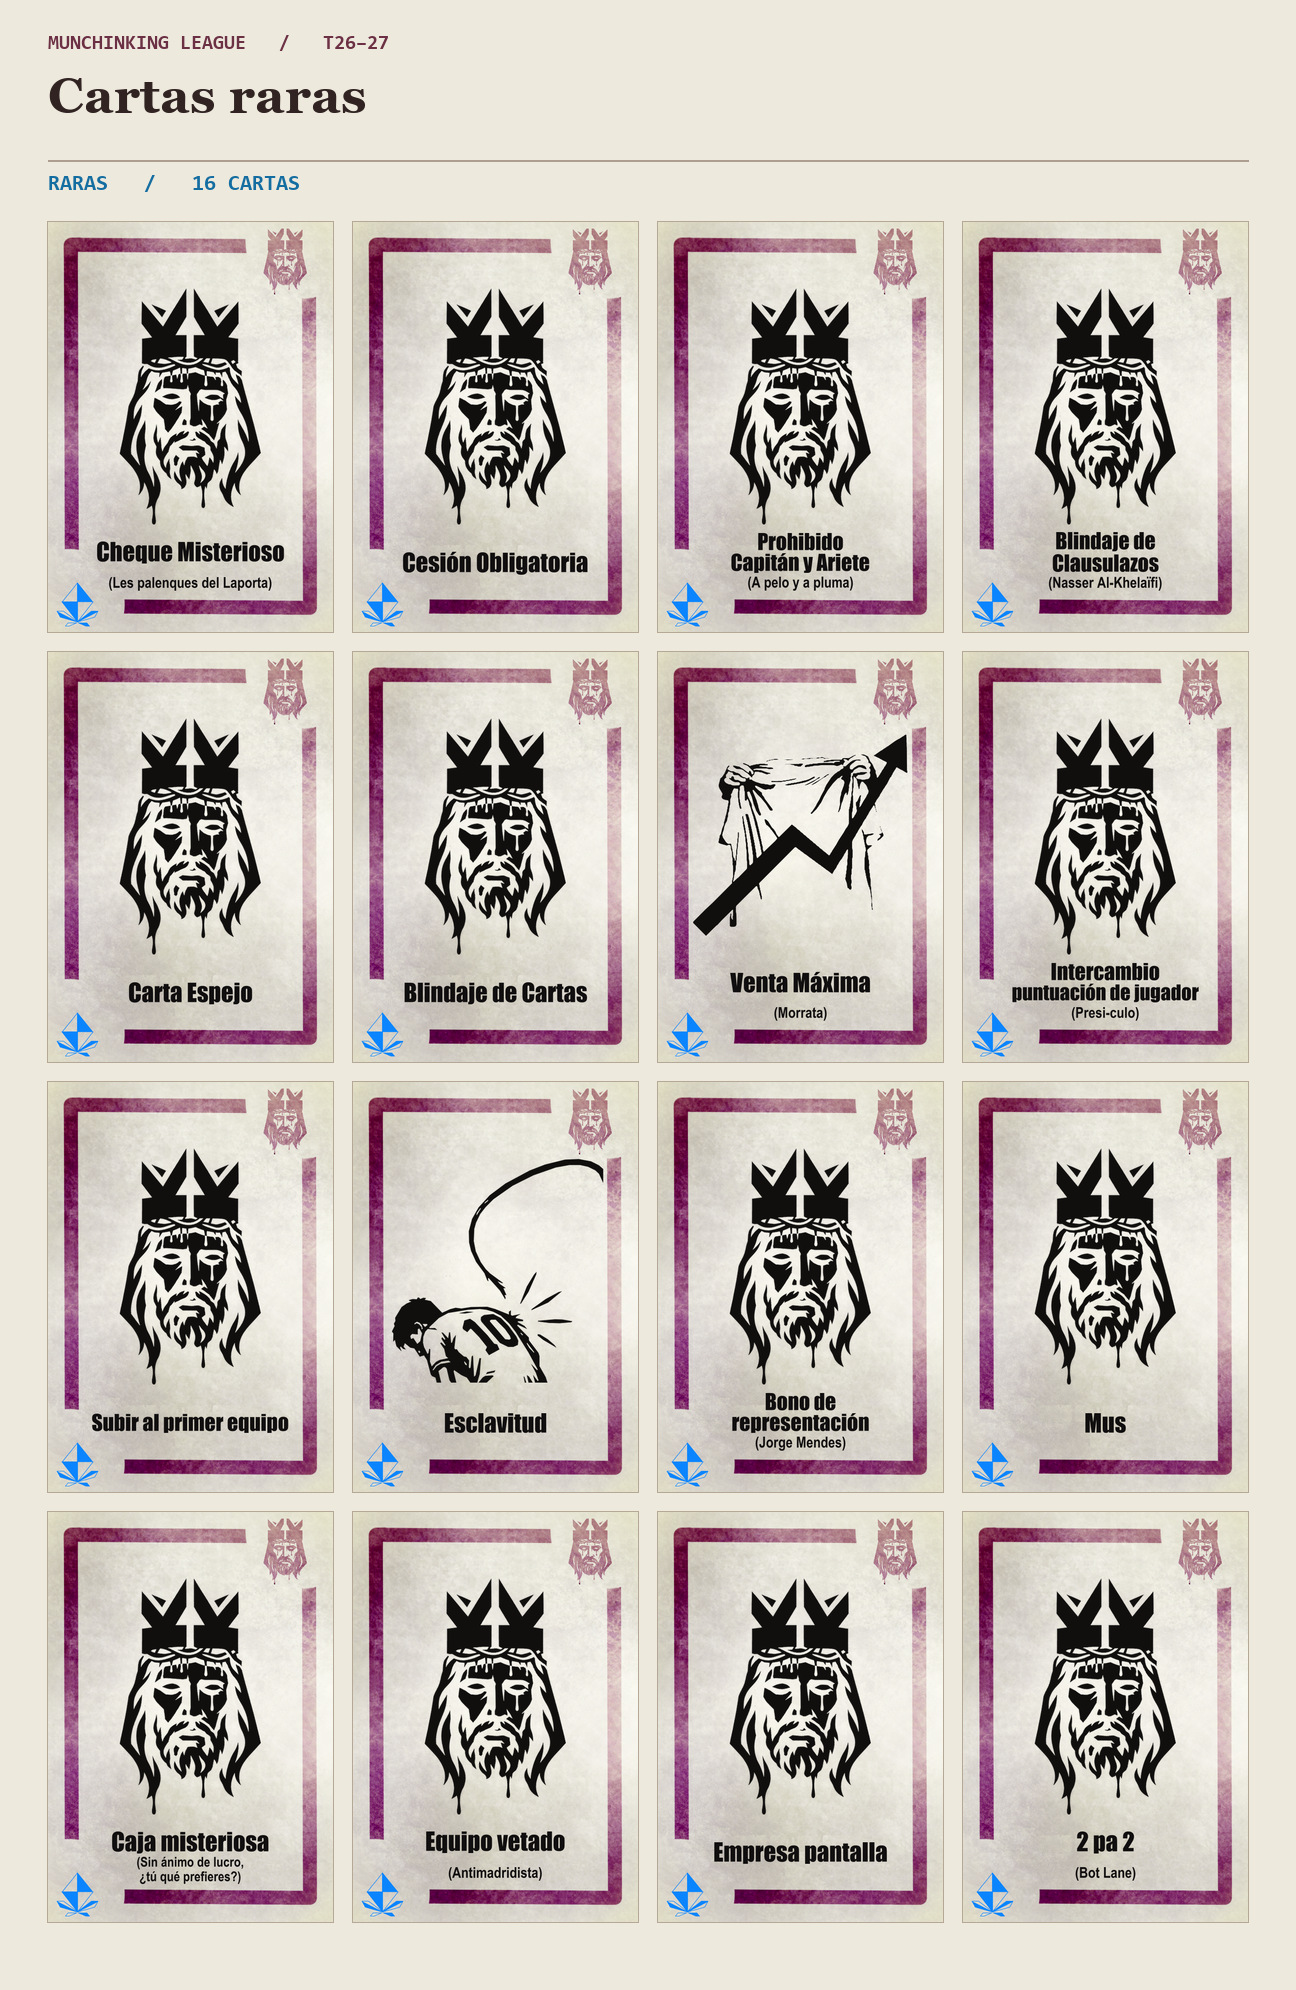 MUNCHINKING LEAGUE / T26–27
Cartas raras
RARAS / 16 CARTAS
Cheque Misterioso
(Les palenques del Laporta)
Cesión Obligatoria
Prohibido
Capitán y Ariete
(A pelo y a pluma)
Blindaje de
Clausulazos
(Nasser Al-Khelaïfi)
Carta Espejo
Blindaje de Cartas
Venta Máxima
(Morrata)
Intercambio
puntuación de jugador
(Presi-culo)
Subir al primer equipo
10
Esclavitud
Bono de
representación
(Jorge Mendes)
Mus
Caja misteriosa
(Sin ánimo de lucro,
¿tú qué prefieres?)
Equipo vetado
(Antimadridista)
Empresa pantalla
2 pa 2
(Bot Lane)